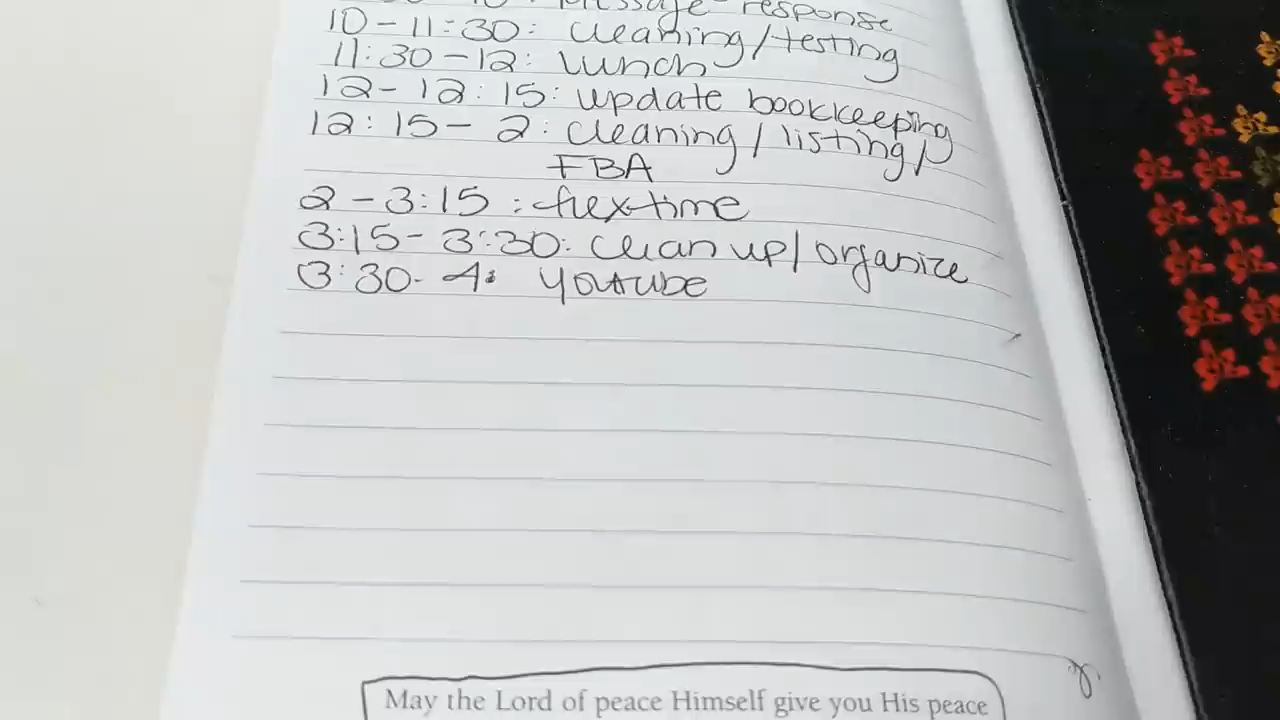 response
10-11:30: cleaning/testing
11:30-12: lunch
12-12:15: update bookkeeping
12:15-2: cleaning/listing/
FBA
2-3:15: flex time
3:15-3:30: clean up/organize
3:30-4: Youtube
May the Lord of peace Himself give you His peace